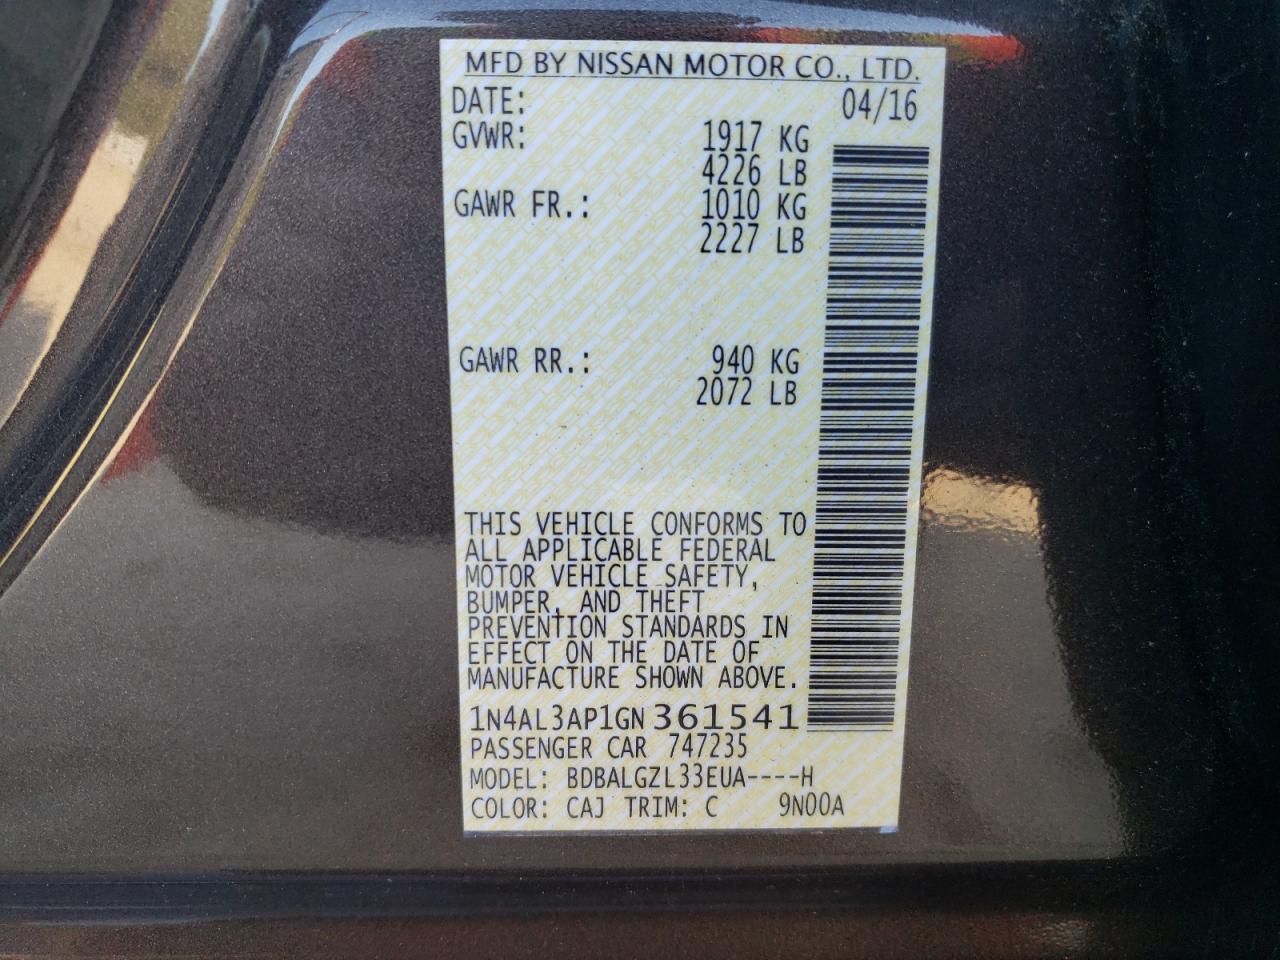 MFD BY NISSAN MOTOR CO., LTD.
DATE: 04/16
GVWR: 1917 KG
4226 LB
GAWR FR.: 1010 KG
2227 LB
GAWR RR.: 940 KG
2072 LB
THIS VEHICLE CONFORMS TO
ALL APPLICABLE FEDERAL
MOTOR VEHICLE SAFETY,
BUMPER, AND THEFT
PREVENTION STANDARDS IN
EFFECT ON THE DATE OF
MANUFACTURE SHOWN ABOVE.
1N4AL3AP1GN361541
PASSENGER CAR 747235
MODEL: BDBALGZL33EUA----H
COLOR: CAJ TRIM: C 9N00A